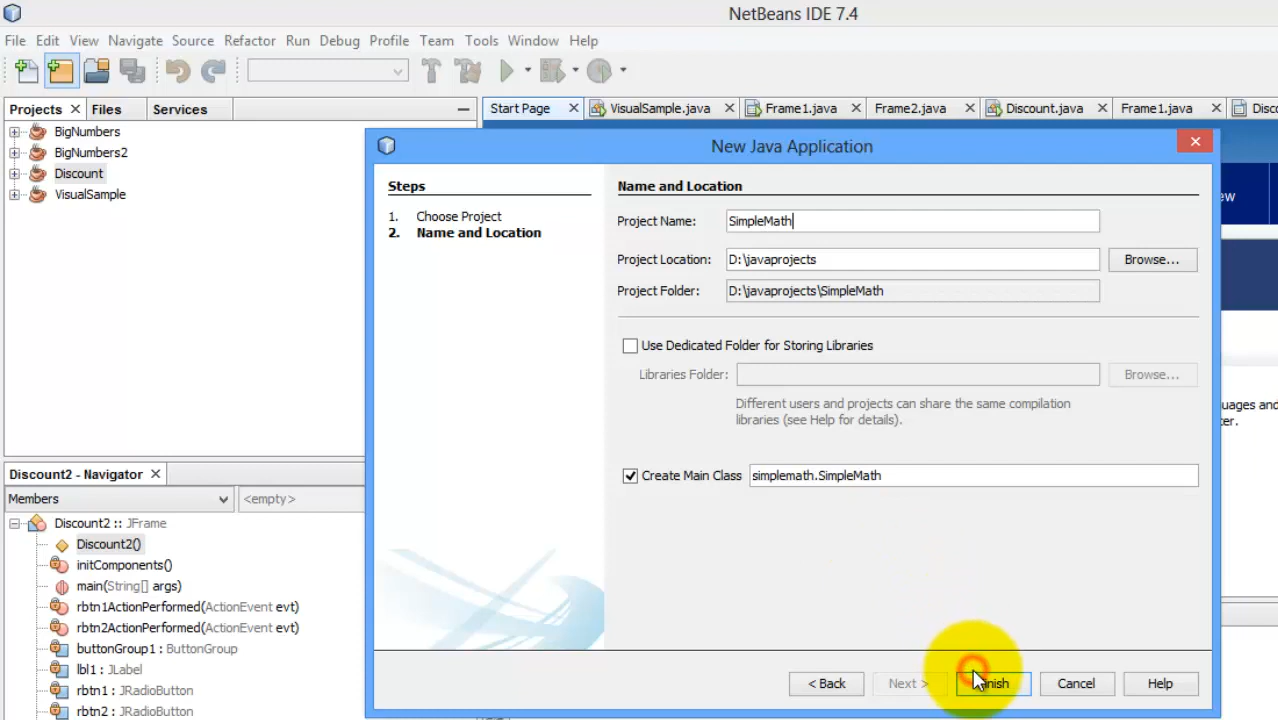 NetBeans IDE 7.4
File Edit View Navigate Source Refactor Run Debug Profile Team Tools Window Help
Projects Files Services
Start Page VisualSample.java Frame1.java Frame2.java Discount.java Frame1.java
BigNumbers
BigNumbers2
Discount
VisualSample
New Java Application
Steps
1. Choose Project
2. Name and Location
Name and Location
Project Name: SimpleMath
Project Location: D:\javaprojects Browse...
Project Folder: D:\javaprojects\SimpleMath
Use Dedicated Folder for Storing Libraries
Libraries Folder: Browse...
Different users and projects can share the same compilation
libraries (see Help for details).
Create Main Class simplemath.SimpleMath
< Back Next > Cancel Help
Discount2 - Navigator
Members <empty>
Discount2 :: JFrame
Discount2()
initComponents()
main(String[] args)
rbtn1ActionPerformed(ActionEvent evt)
rbtn2ActionPerformed(ActionEvent evt)
buttonGroup1 : ButtonGroup
lbl1 : JLabel
rbtn1 : JRadioButton
rbtn2 : JRadioButton